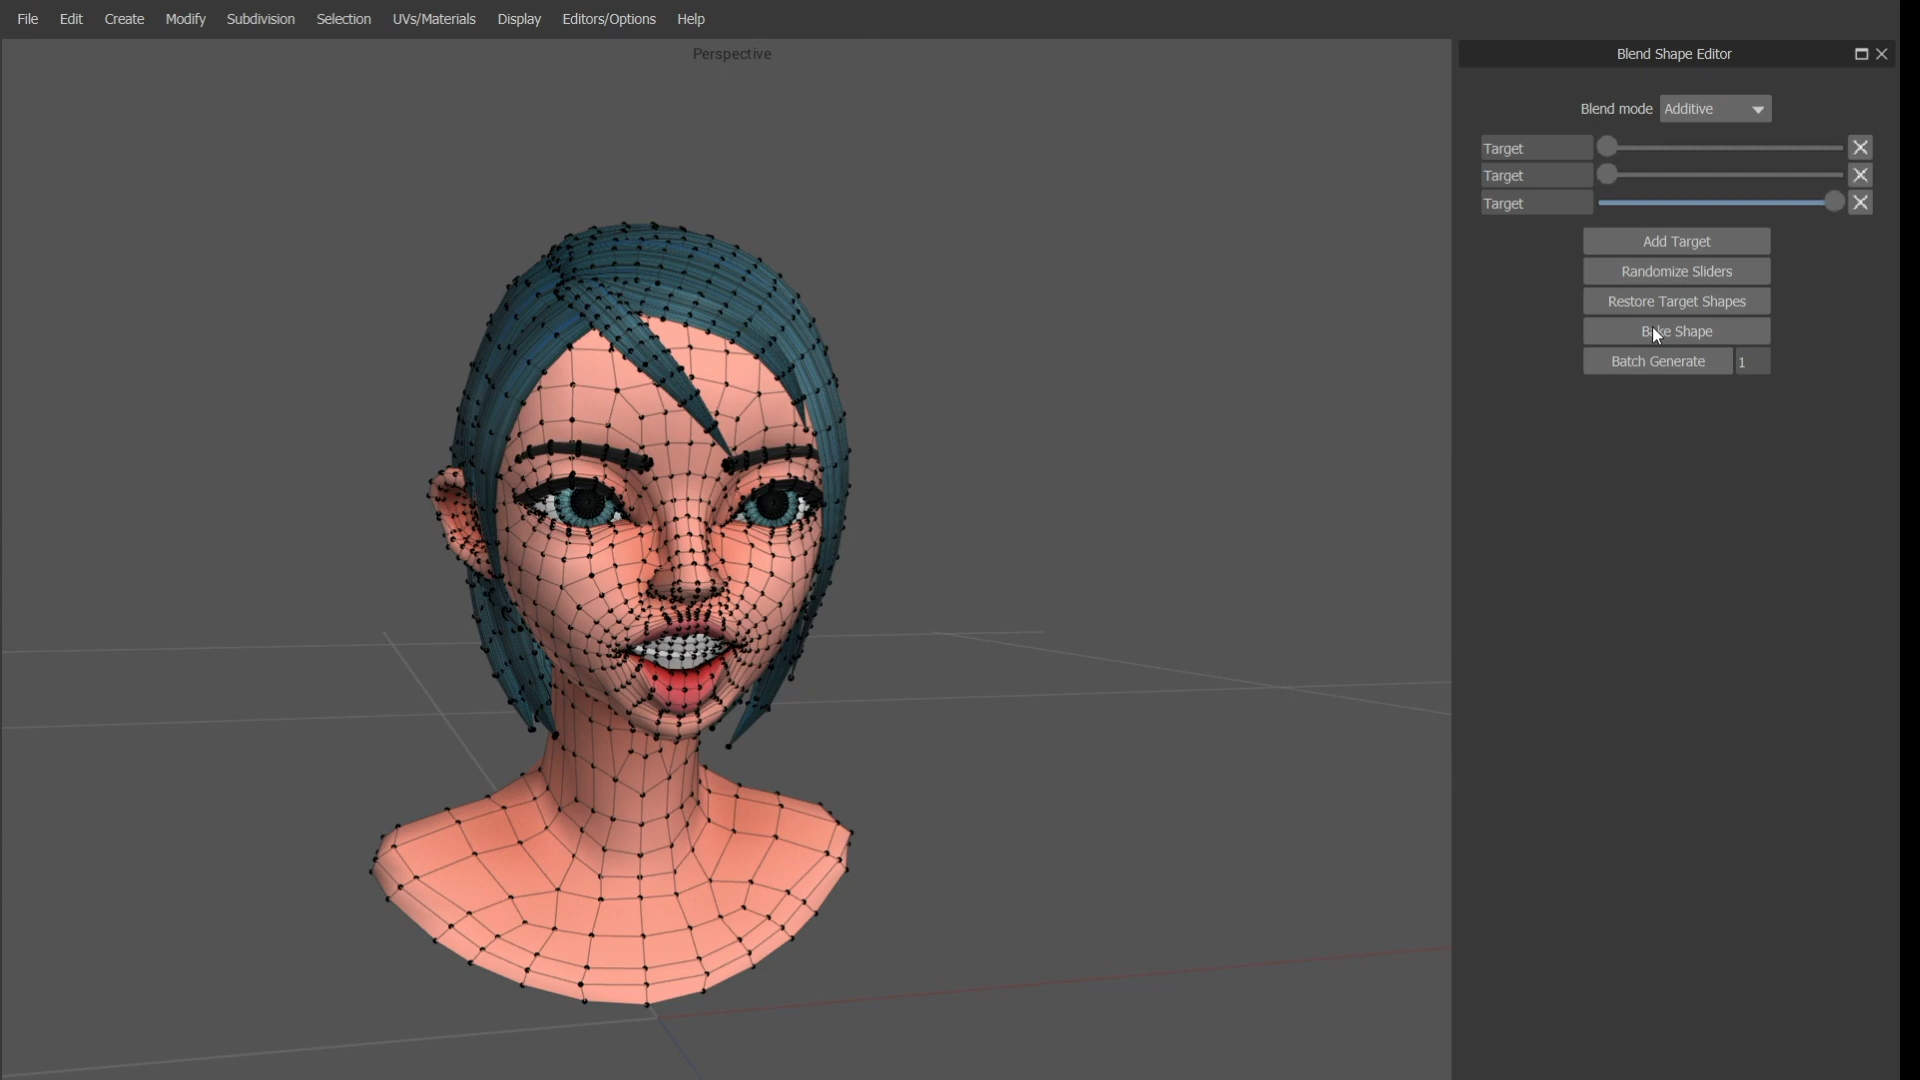 File Edit Create Modify Subdivision Selection UVs/Materials Display Editors/Options Help
Perspective
Blend Shape Editor
Blend mode Additive
Target
Target
Target
Add Target
Randomize Sliders
Restore Target Shapes
Bake Shape
Batch Generate 1